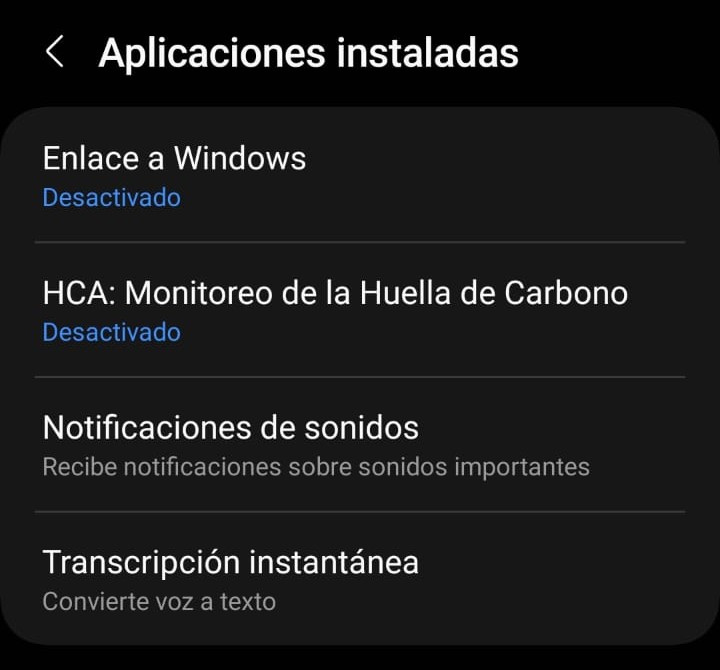 Aplicaciones instaladas
Enlace a Windows
Desactivado
HCA: Monitoreo de la Huella de Carbono
Desactivado
Notificaciones de sonidos
Recibe notificaciones sobre sonidos importantes
Transcripción instantánea
Convierte voz a texto